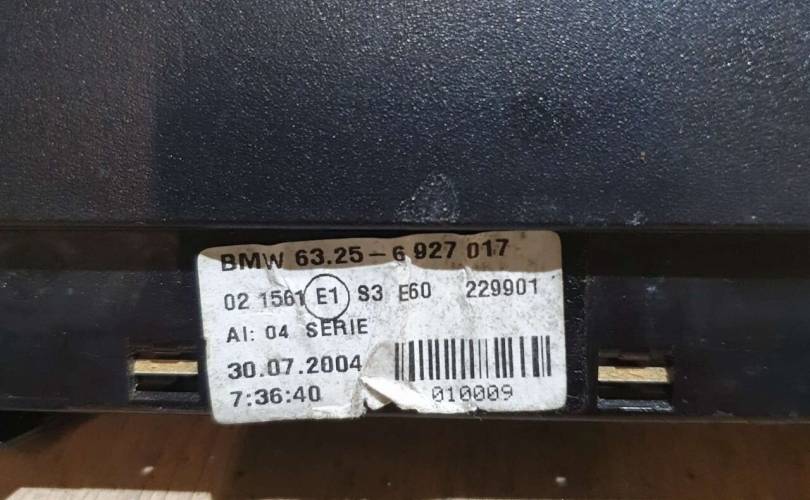 BMW 63.25-6 927 017
02 1561 E1 S3 E60 229901
AI: 04 SERIE
30.07.2004
7:36:40 010009